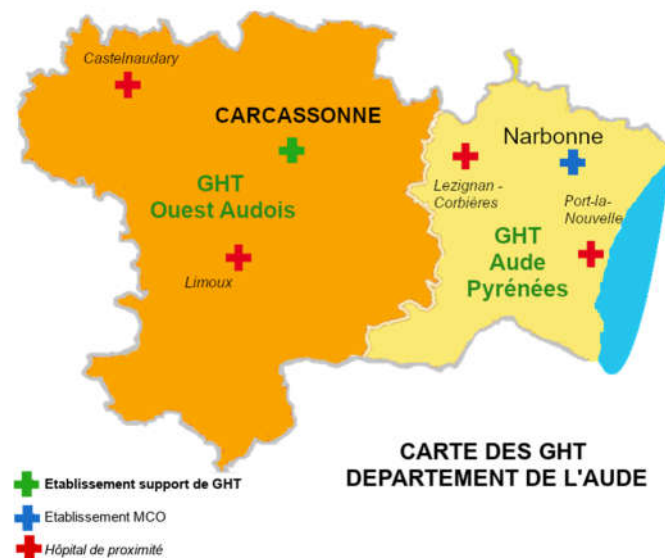 Castelnaudary
CARCASSONNE
GHT
Ouest Audois
Limoux
Narbonne
Lezignan -
Corbières
Port-la-
Nouvelle
GHT
Aude
Pyrénées
CARTE DES GHT
DEPARTEMENT DE L'AUDE
Etablissement support de GHT
Etablissement MCO
Hôpital de proximité